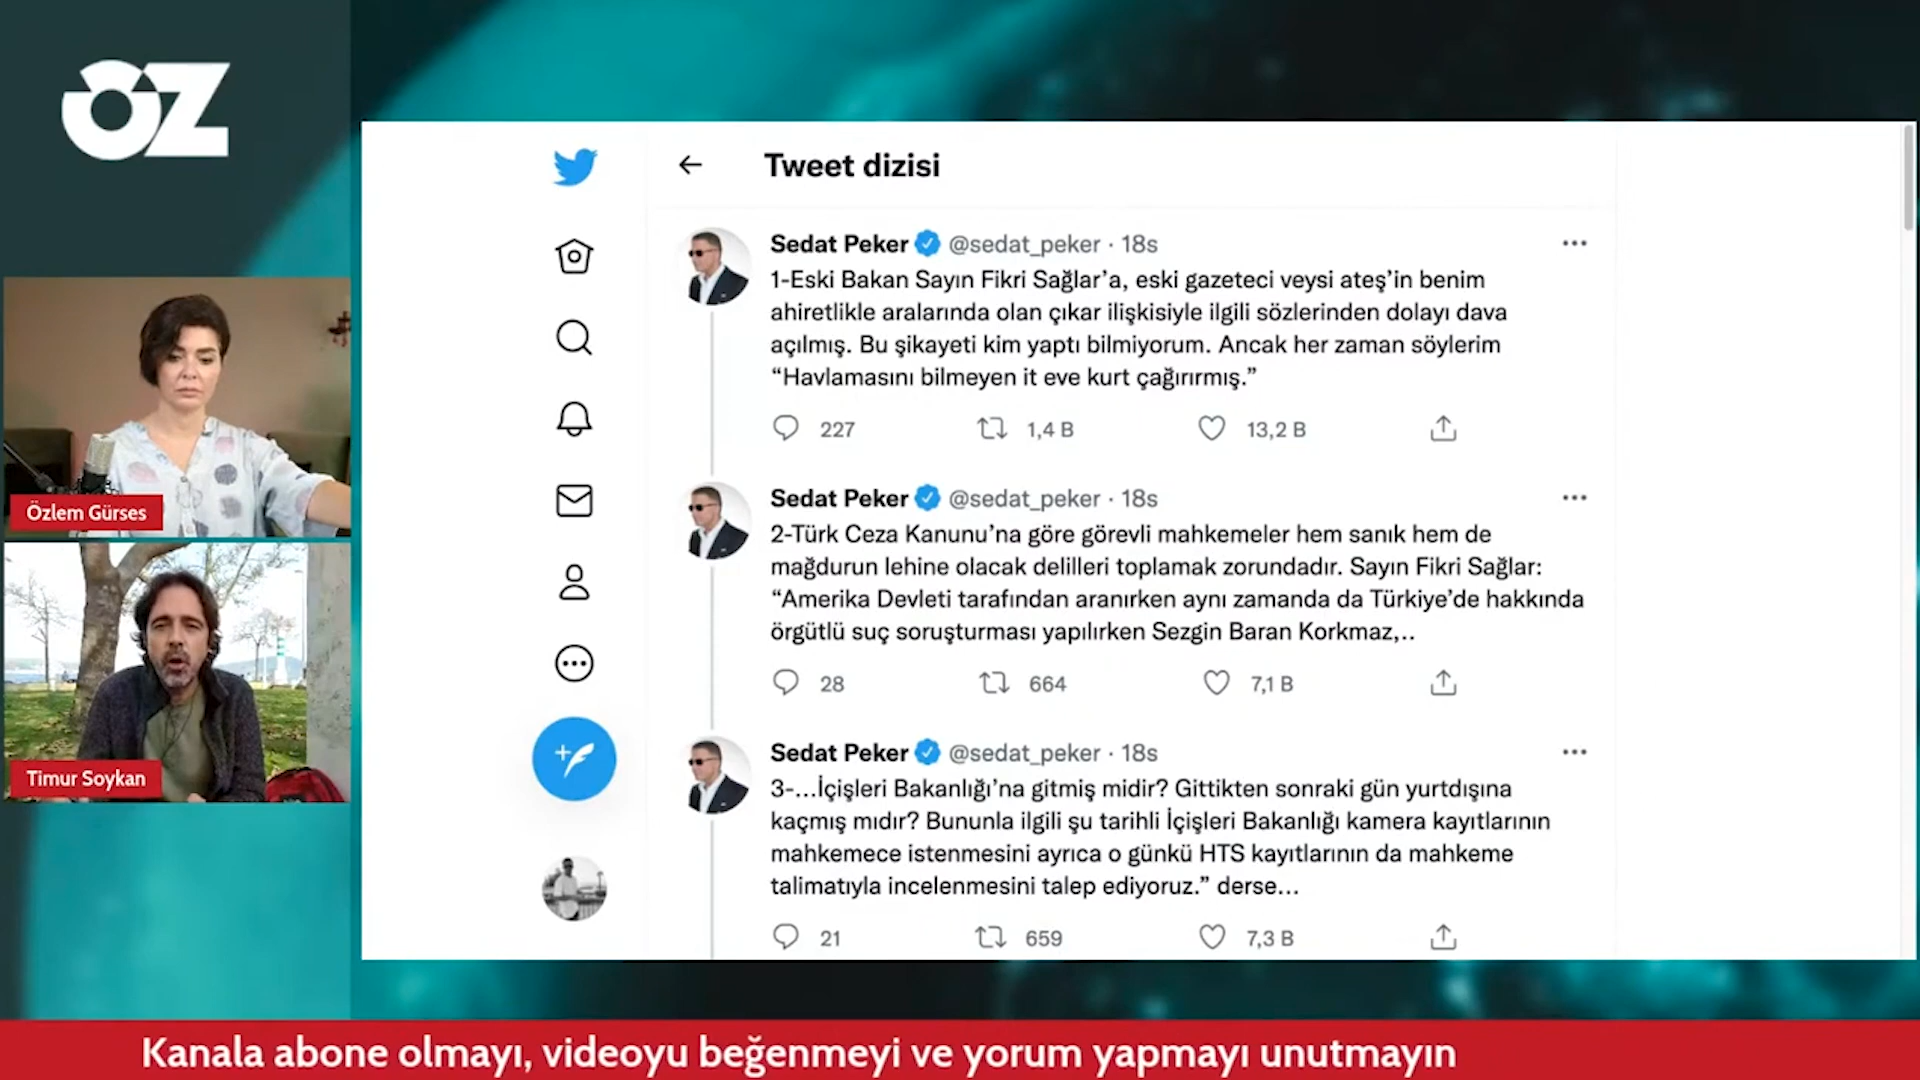 ÖZ
Özlem Gürses
Timur Soykan
Tweet dizisi
Sedat Peker @sedat_peker · 18s
1-Eski Bakan Sayın Fikri Sağlar’a, eski gazeteci veysi ateş’in benim
ahiretlikle aralarında olan çıkar ilişkisiyle ilgili sözlerinden dolayı dava
açılmış. Bu şikayeti kim yaptı bilmiyorum. Ancak her zaman söylerim
“Havlamasını bilmeyen it eve kurt çağırırmış.”
227 1,4 B 13,2 B
Sedat Peker @sedat_peker · 18s
2-Türk Ceza Kanunu’na göre görevli mahkemeler hem sanık hem de
mağdurun lehine olacak delilleri toplamak zorundadır. Sayın Fikri Sağlar:
“Amerika Devleti tarafından aranırken aynı zamanda da Türkiye’de hakkında
örgütlü suç soruşturması yapılırken Sezgin Baran Korkmaz,..
28 664 7,1 B
Sedat Peker @sedat_peker · 18s
3-...İçişleri Bakanlığı’na gitmiş midir? Gittikten sonraki gün yurtdışına
kaçmış mıdır? Bununla ilgili şu tarihli İçişleri Bakanlığı kamera kayıtlarının
mahkemece istenmesini ayrıca o günkü HTS kayıtlarının da mahkeme
talimatıyla incelenmesini talep ediyoruz.” derse...
21 659 7,3 B
Kanala abone olmayı, videoyu beğenmeyi ve yorum yapmayı unutmayın